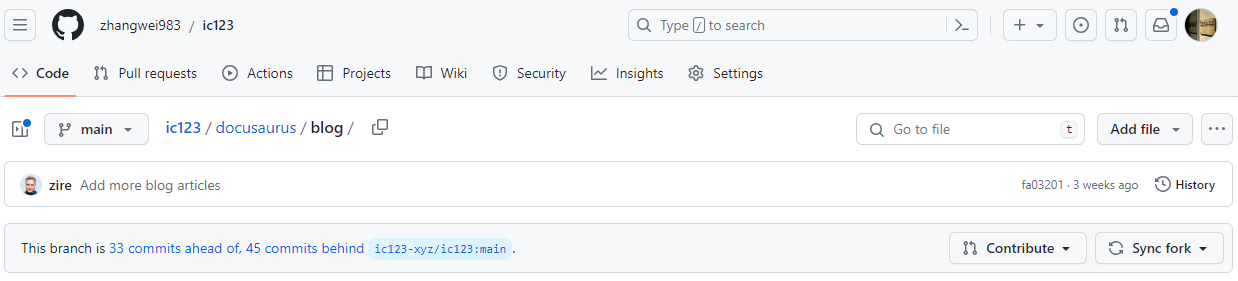 zhangwei983 / ic123 Type / to search
Code Pull requests Actions Projects Wiki Security Insights Settings
main ic123 / docusaurus / blog / Go to file t Add file
zire Add more blog articles fa03201 · 3 weeks ago History
This branch is 33 commits ahead of, 45 commits behind ic123-xyz/ic123:main. Contribute Sync fork